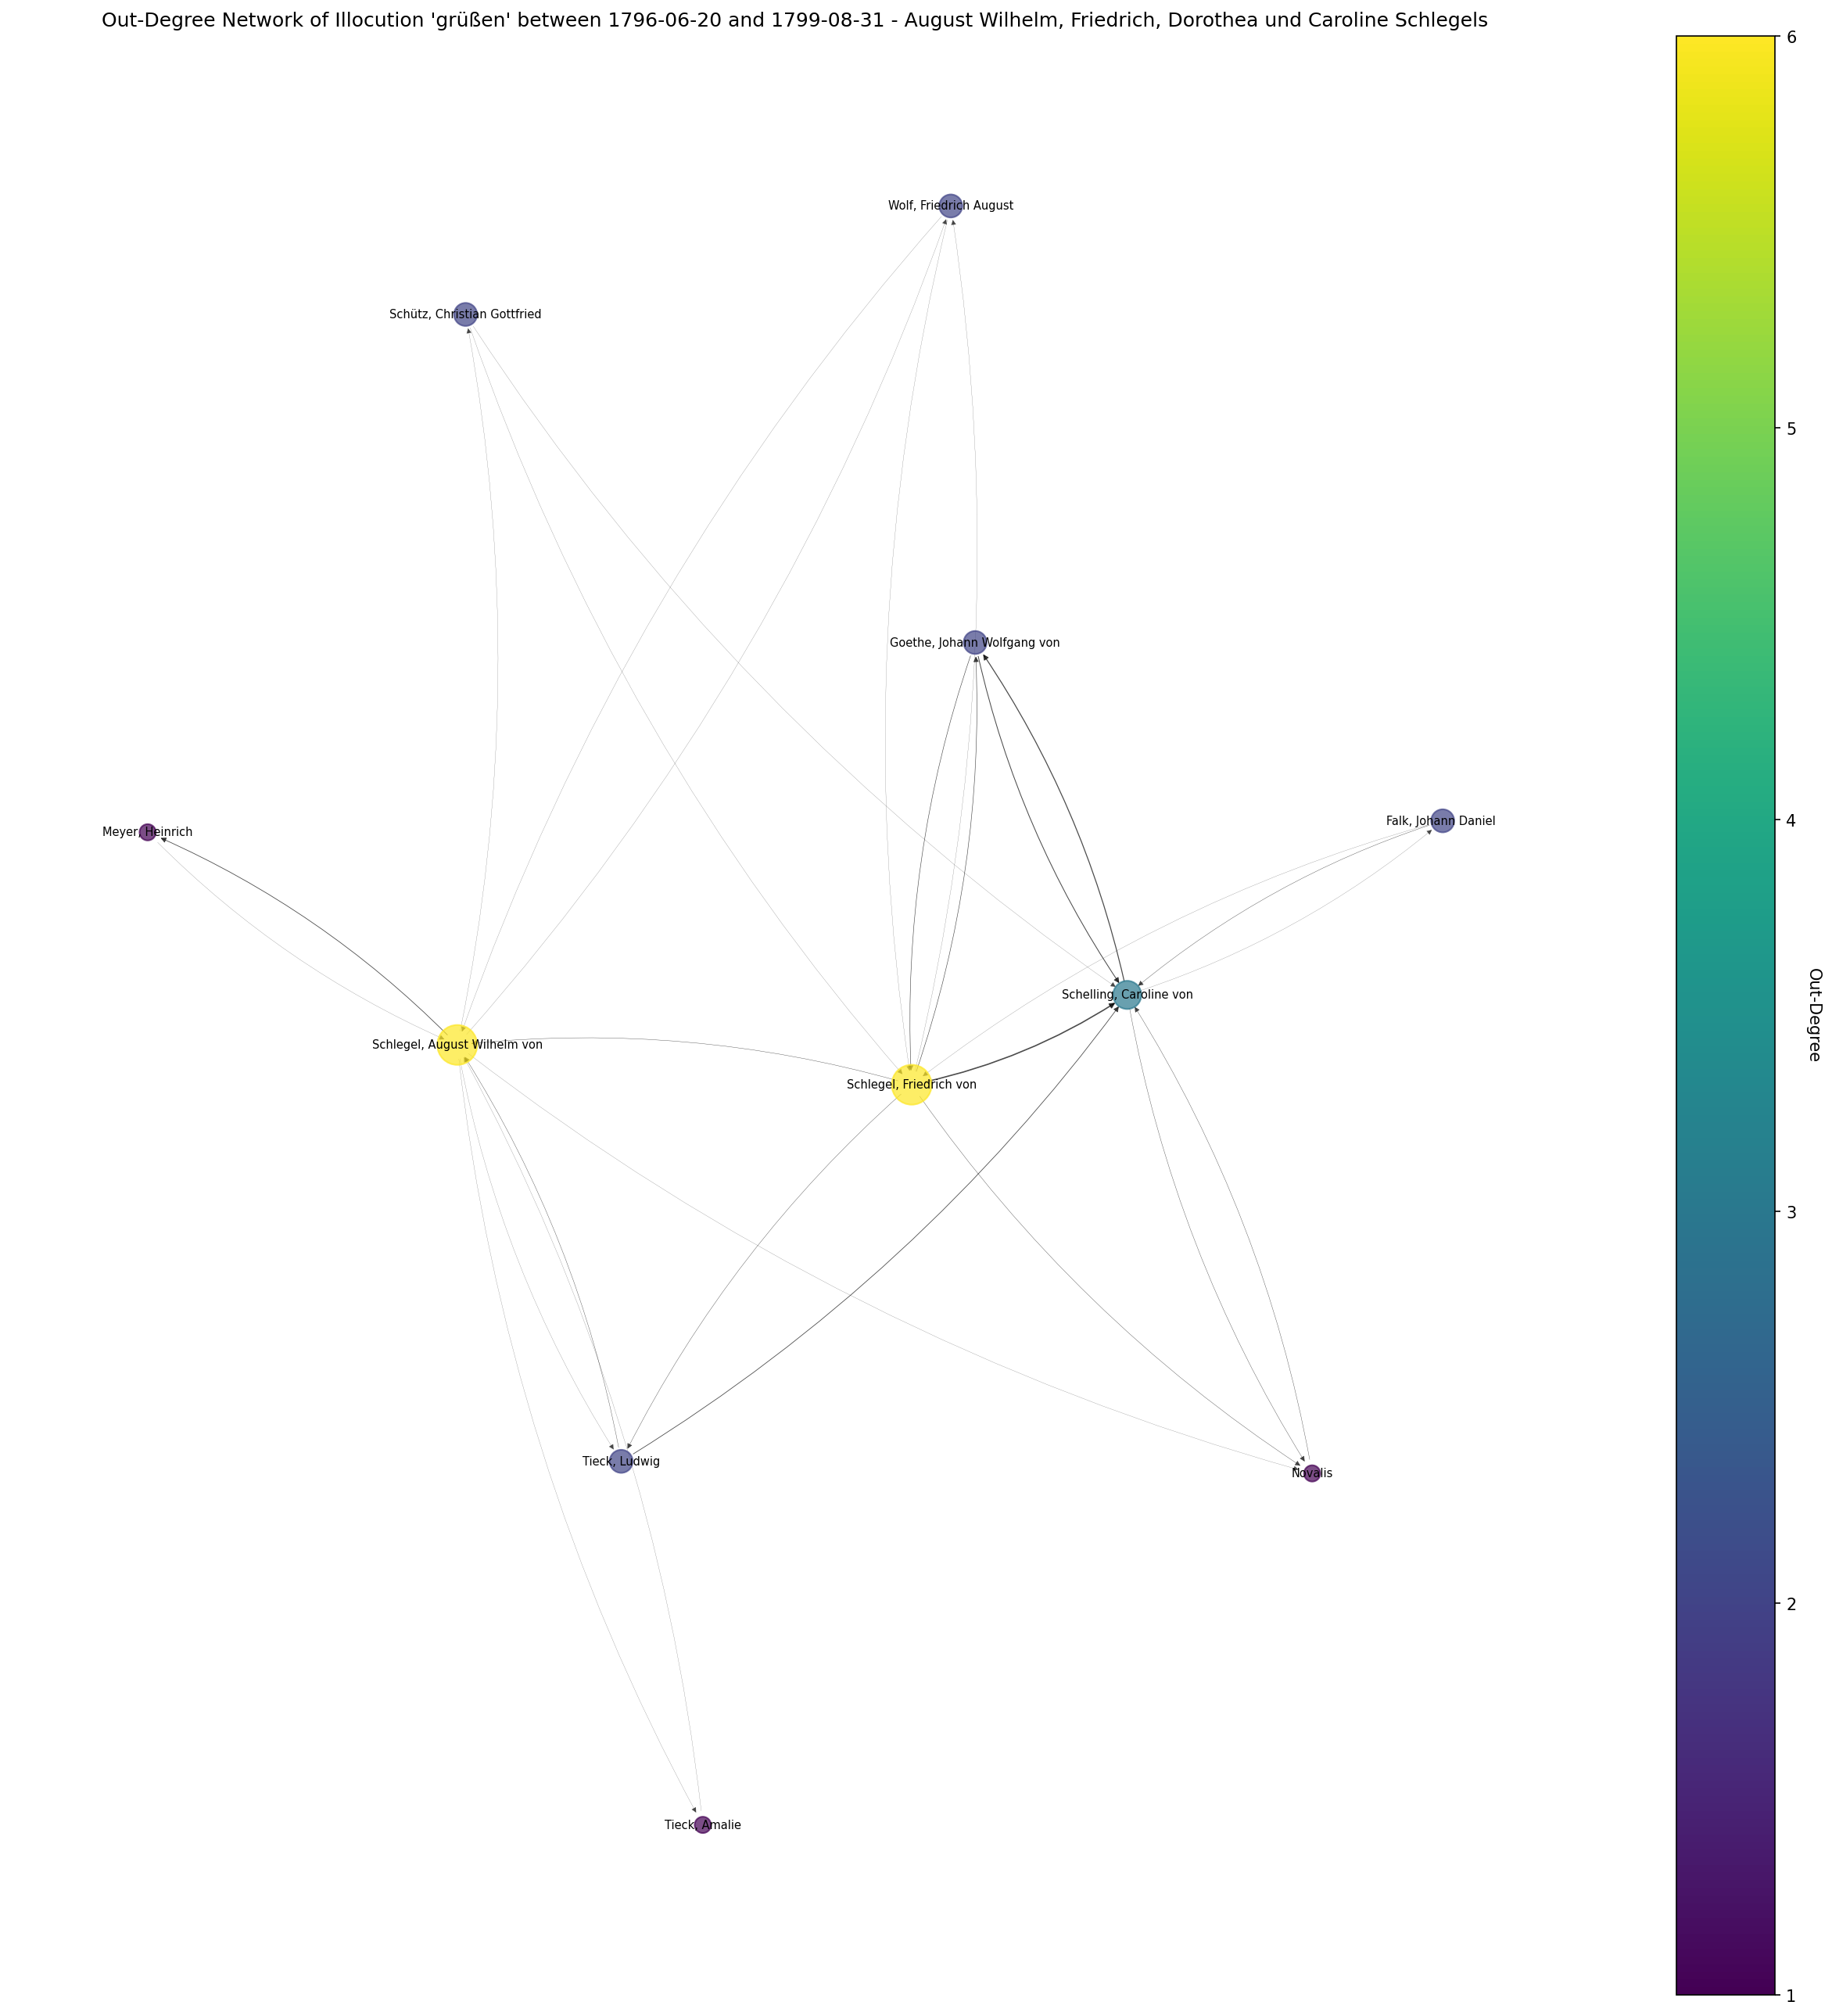 Out-Degree Network of Illocution 'grüßen' between 1796-06-20 and 1799-08-31 - August Wilhelm, Friedrich, Dorothea und Caroline Schlegels
6
Wolf, Friedrich August
Schütz, Christian Gottfried
5
Goethe, Johann Wolfgang von
4
Falk, Johann Daniel
Meyer, Heinrich
Schelling, Caroline von
Out-Degree
Schlegel, August Wilhelm von
Schlegel, Friedrich von
3
Tieck, Ludwig
Novalis
2
Tieck, Amalie
1